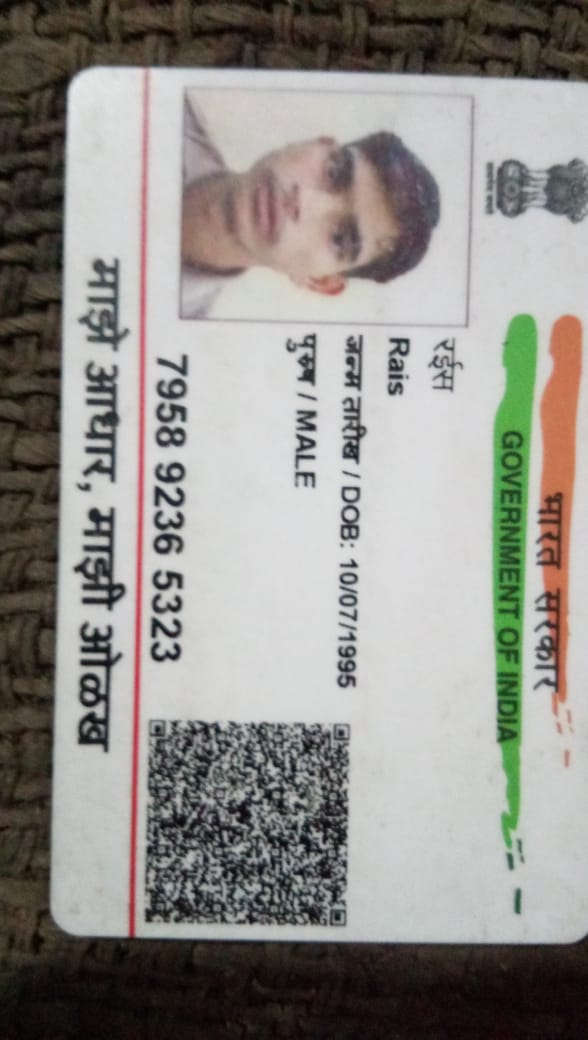 भारत सरकार
GOVERNMENT OF INDIA
रईस
Rais
जन्म तारीख / DOB: 10/07/1995
पुरुष / MALE
7958 9236 5323
माझे आधार, माझी ओळख